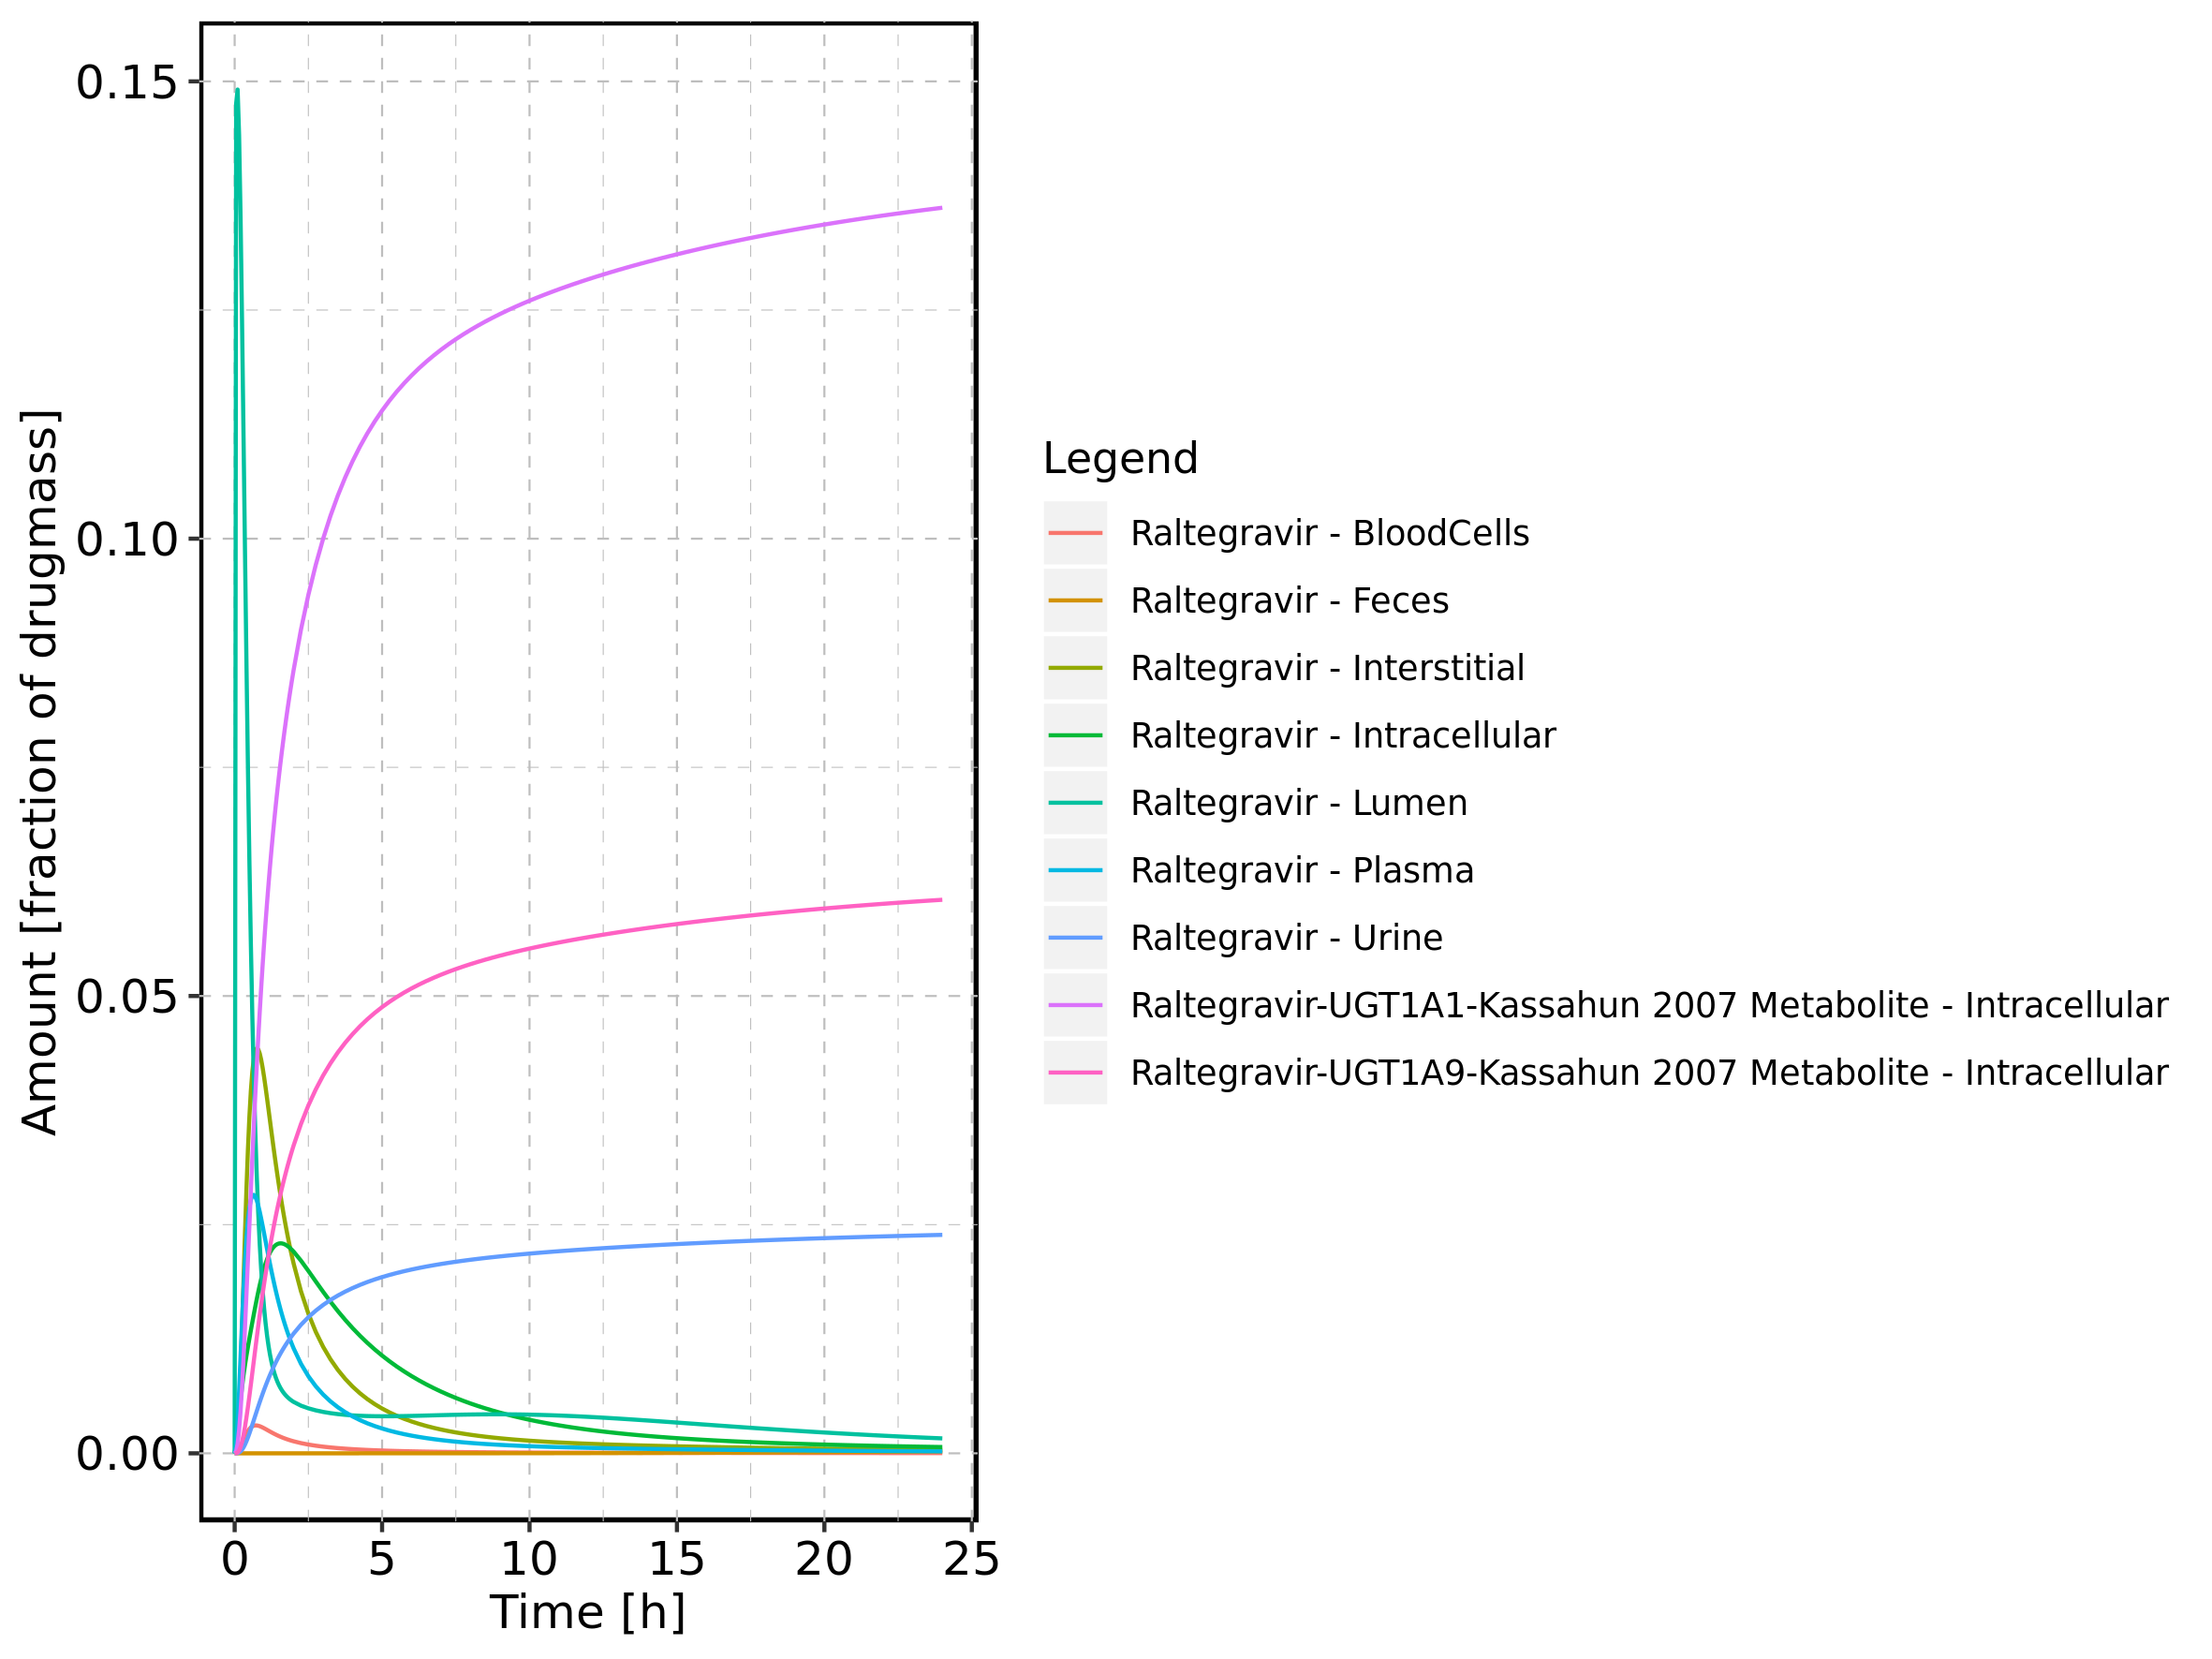 Amount [fraction of drugmass]
0.15
0.10
0.05
0.00
0 5 10 15 20 25
Time [h]
Legend
Raltegravir - BloodCells
Raltegravir - Feces
Raltegravir - Interstitial
Raltegravir - Intracellular
Raltegravir - Lumen
Raltegravir - Plasma
Raltegravir - Urine
Raltegravir-UGT1A1-Kassahun 2007 Metabolite - Intracellular
Raltegravir-UGT1A9-Kassahun 2007 Metabolite - Intracellular